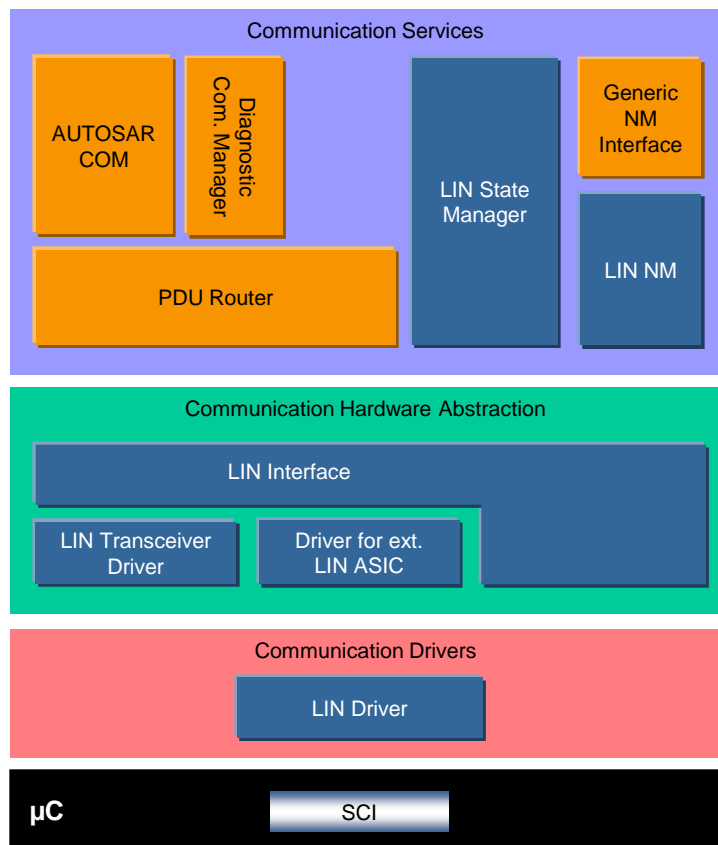 Communication Services
AUTOSAR
COM
Diagnostic
Com. Manager
PDU Router
LIN State
Manager
Generic
NM
Interface
LIN NM
Communication Hardware Abstraction
LIN Interface
LIN Transceiver
Driver
Driver for ext.
LIN ASIC
Communication Drivers
LIN Driver
µC
SCI